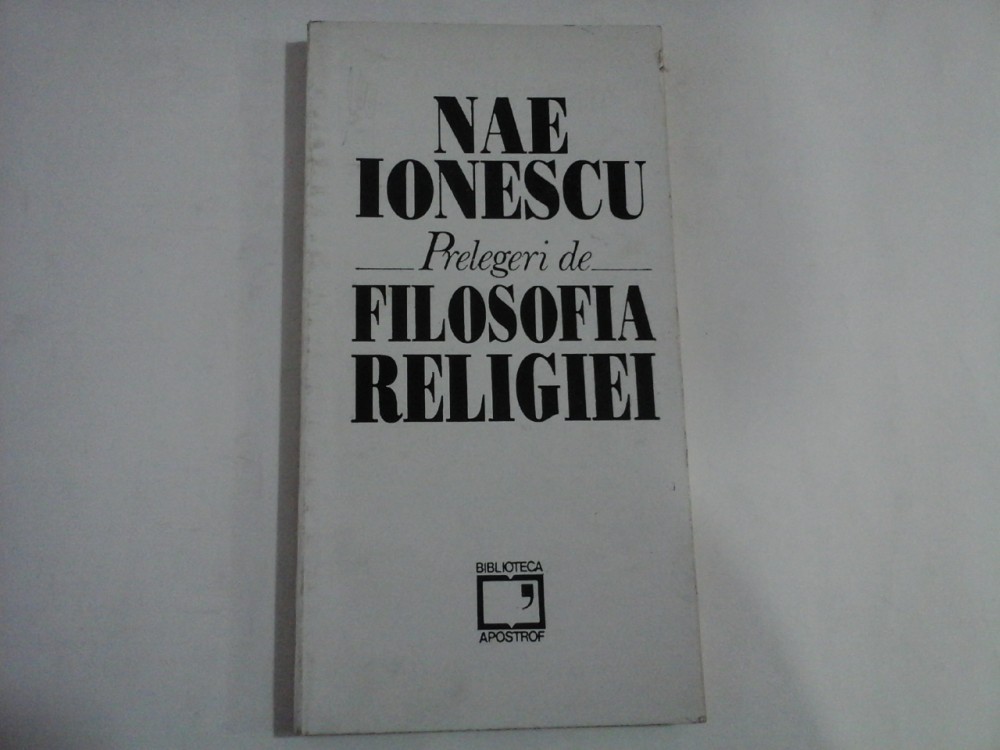 NAE
IONESCU
Prelegeri de
FILOSOFIA
RELIGIEI
BIBLIOTECA
APOSTROF